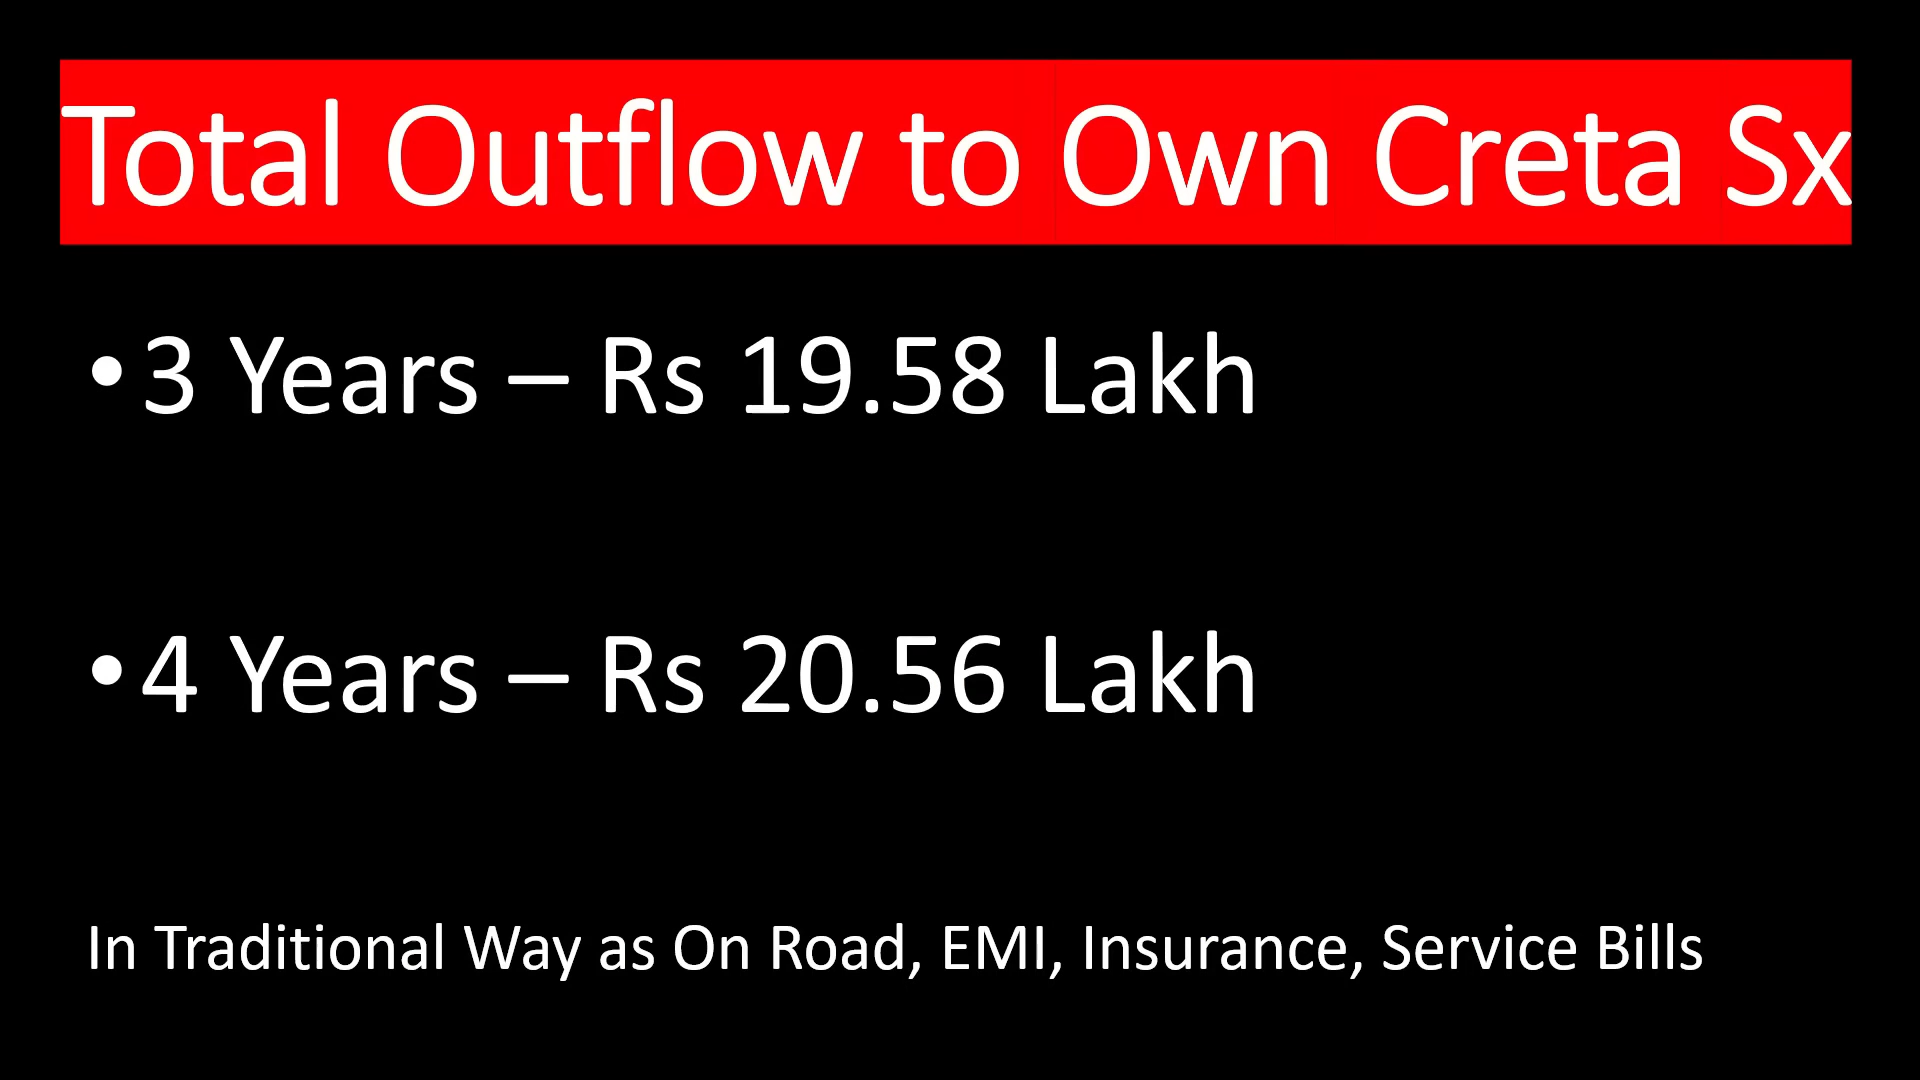 Total Outflow to Own Creta Sx
•3 Years – Rs 19.58 Lakh
•4 Years – Rs 20.56 Lakh
In Traditional Way as On Road, EMI, Insurance, Service Bills